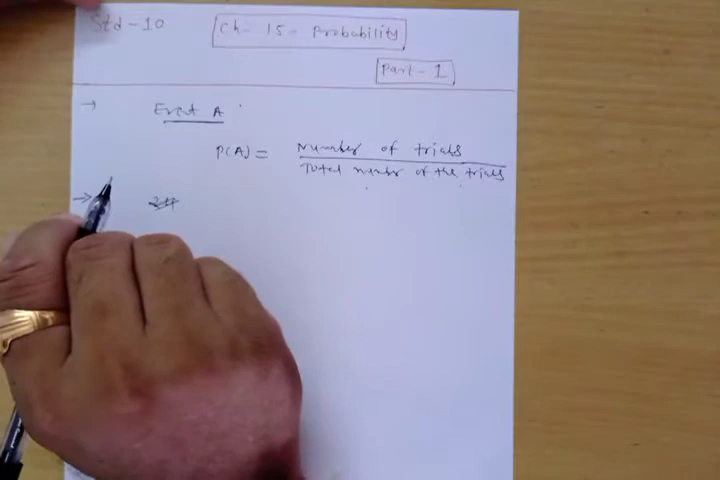 Std-10
Ch- 15 - Probability
Part - 1
→ Event A
P(A) = Number of trials
Total number of the trials
→